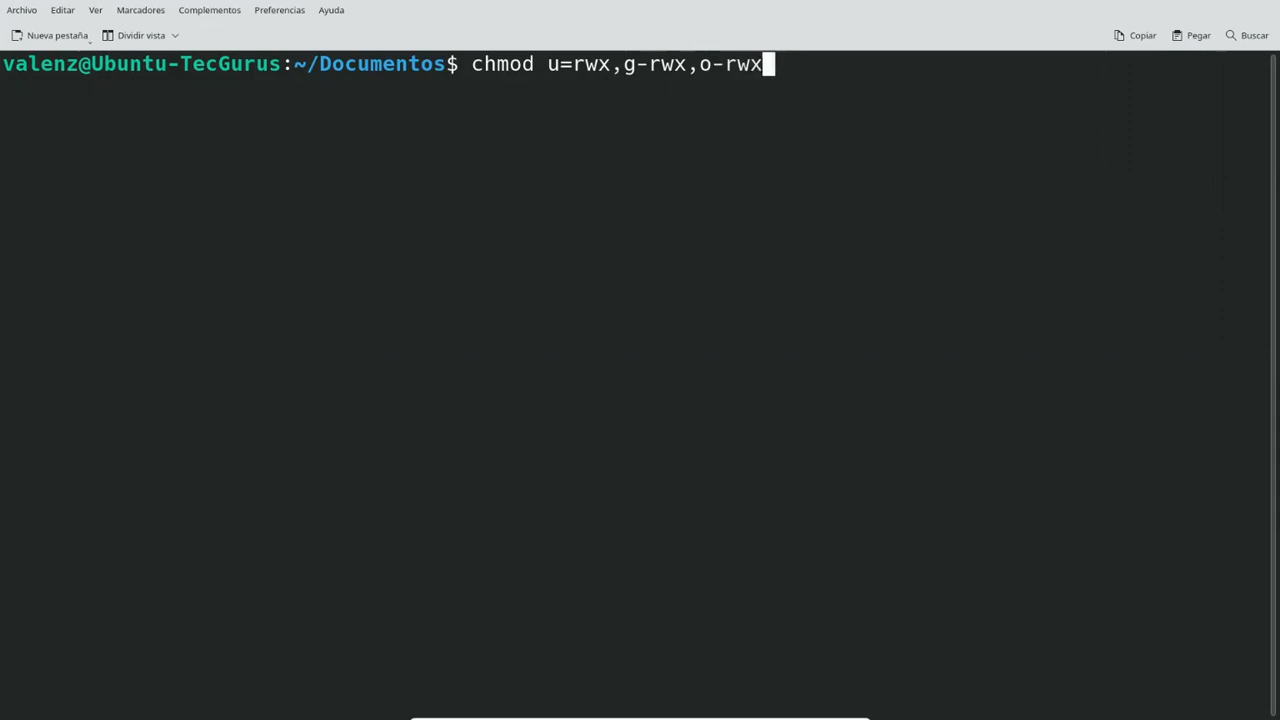 Archivo Editar Ver Marcadores Complementos Preferencias Ayuda
Nueva pestaña Dividir vista Copiar Pegar Buscar
valenz@Ubuntu-TecGurus:~/Documentos$ chmod u=rwx,g-rwx,o-rwx